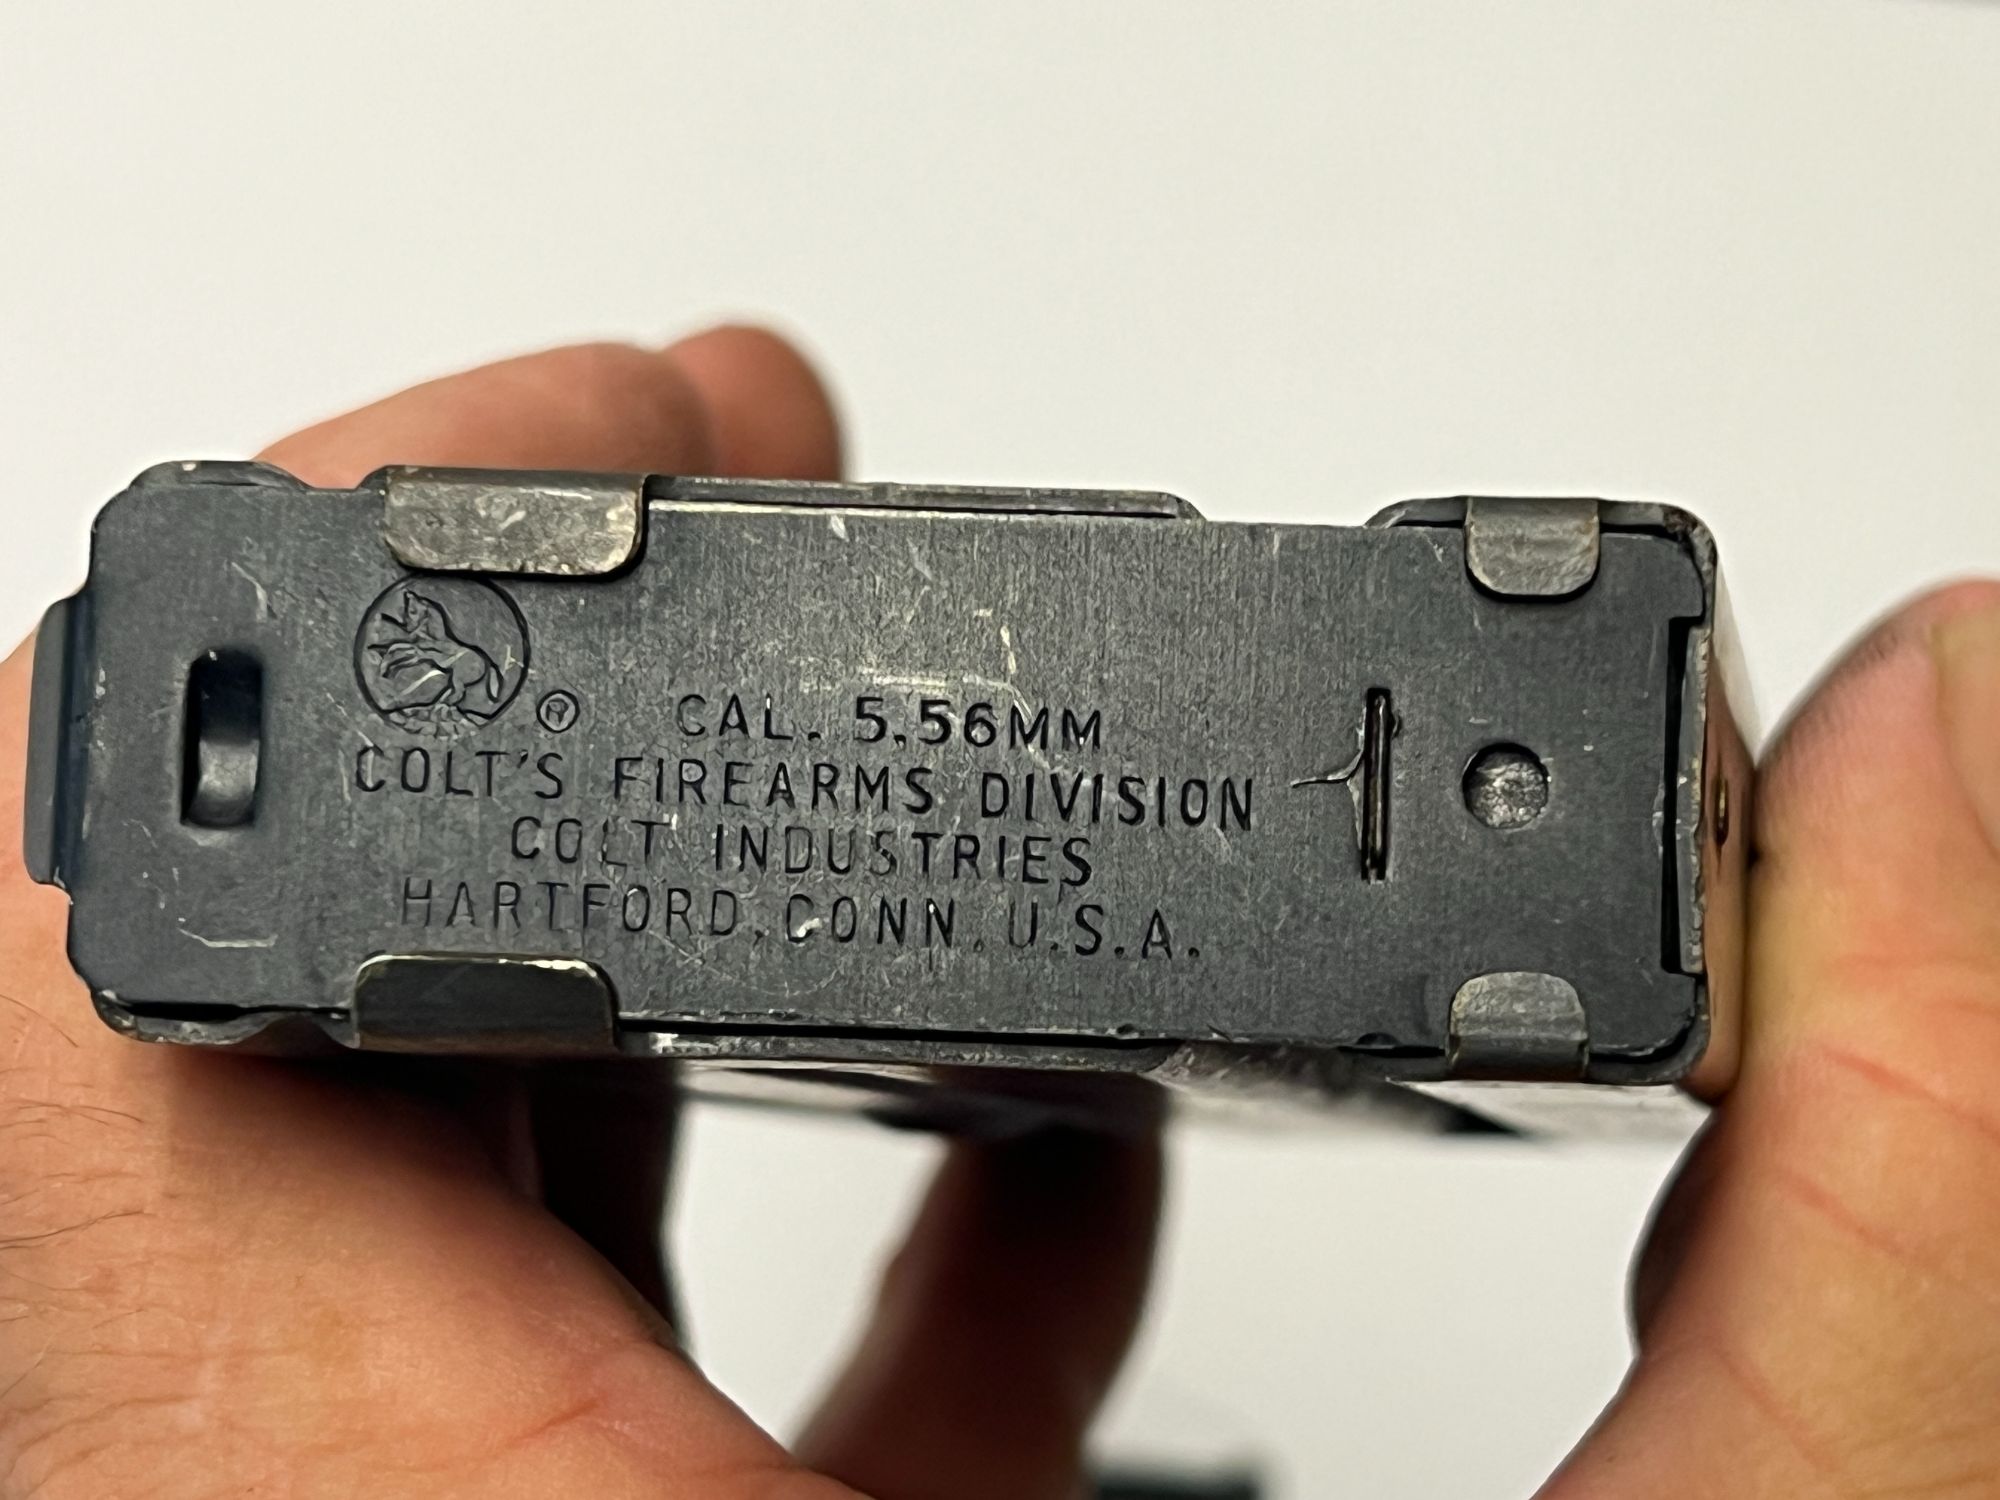 ® CAL. 5.56MM
COLT'S FIREARMS DIVISION
COLT INDUSTRIES
HARTFORD, CONN. U.S.A.